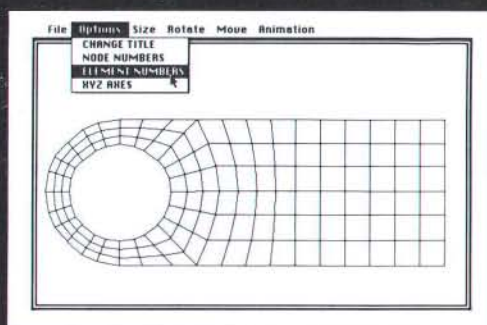 File Options Size Rotate Move Animation
CHANGE TITLE
NODE NUMBERS
ELEMENT NUMBERS
XYZ AXES